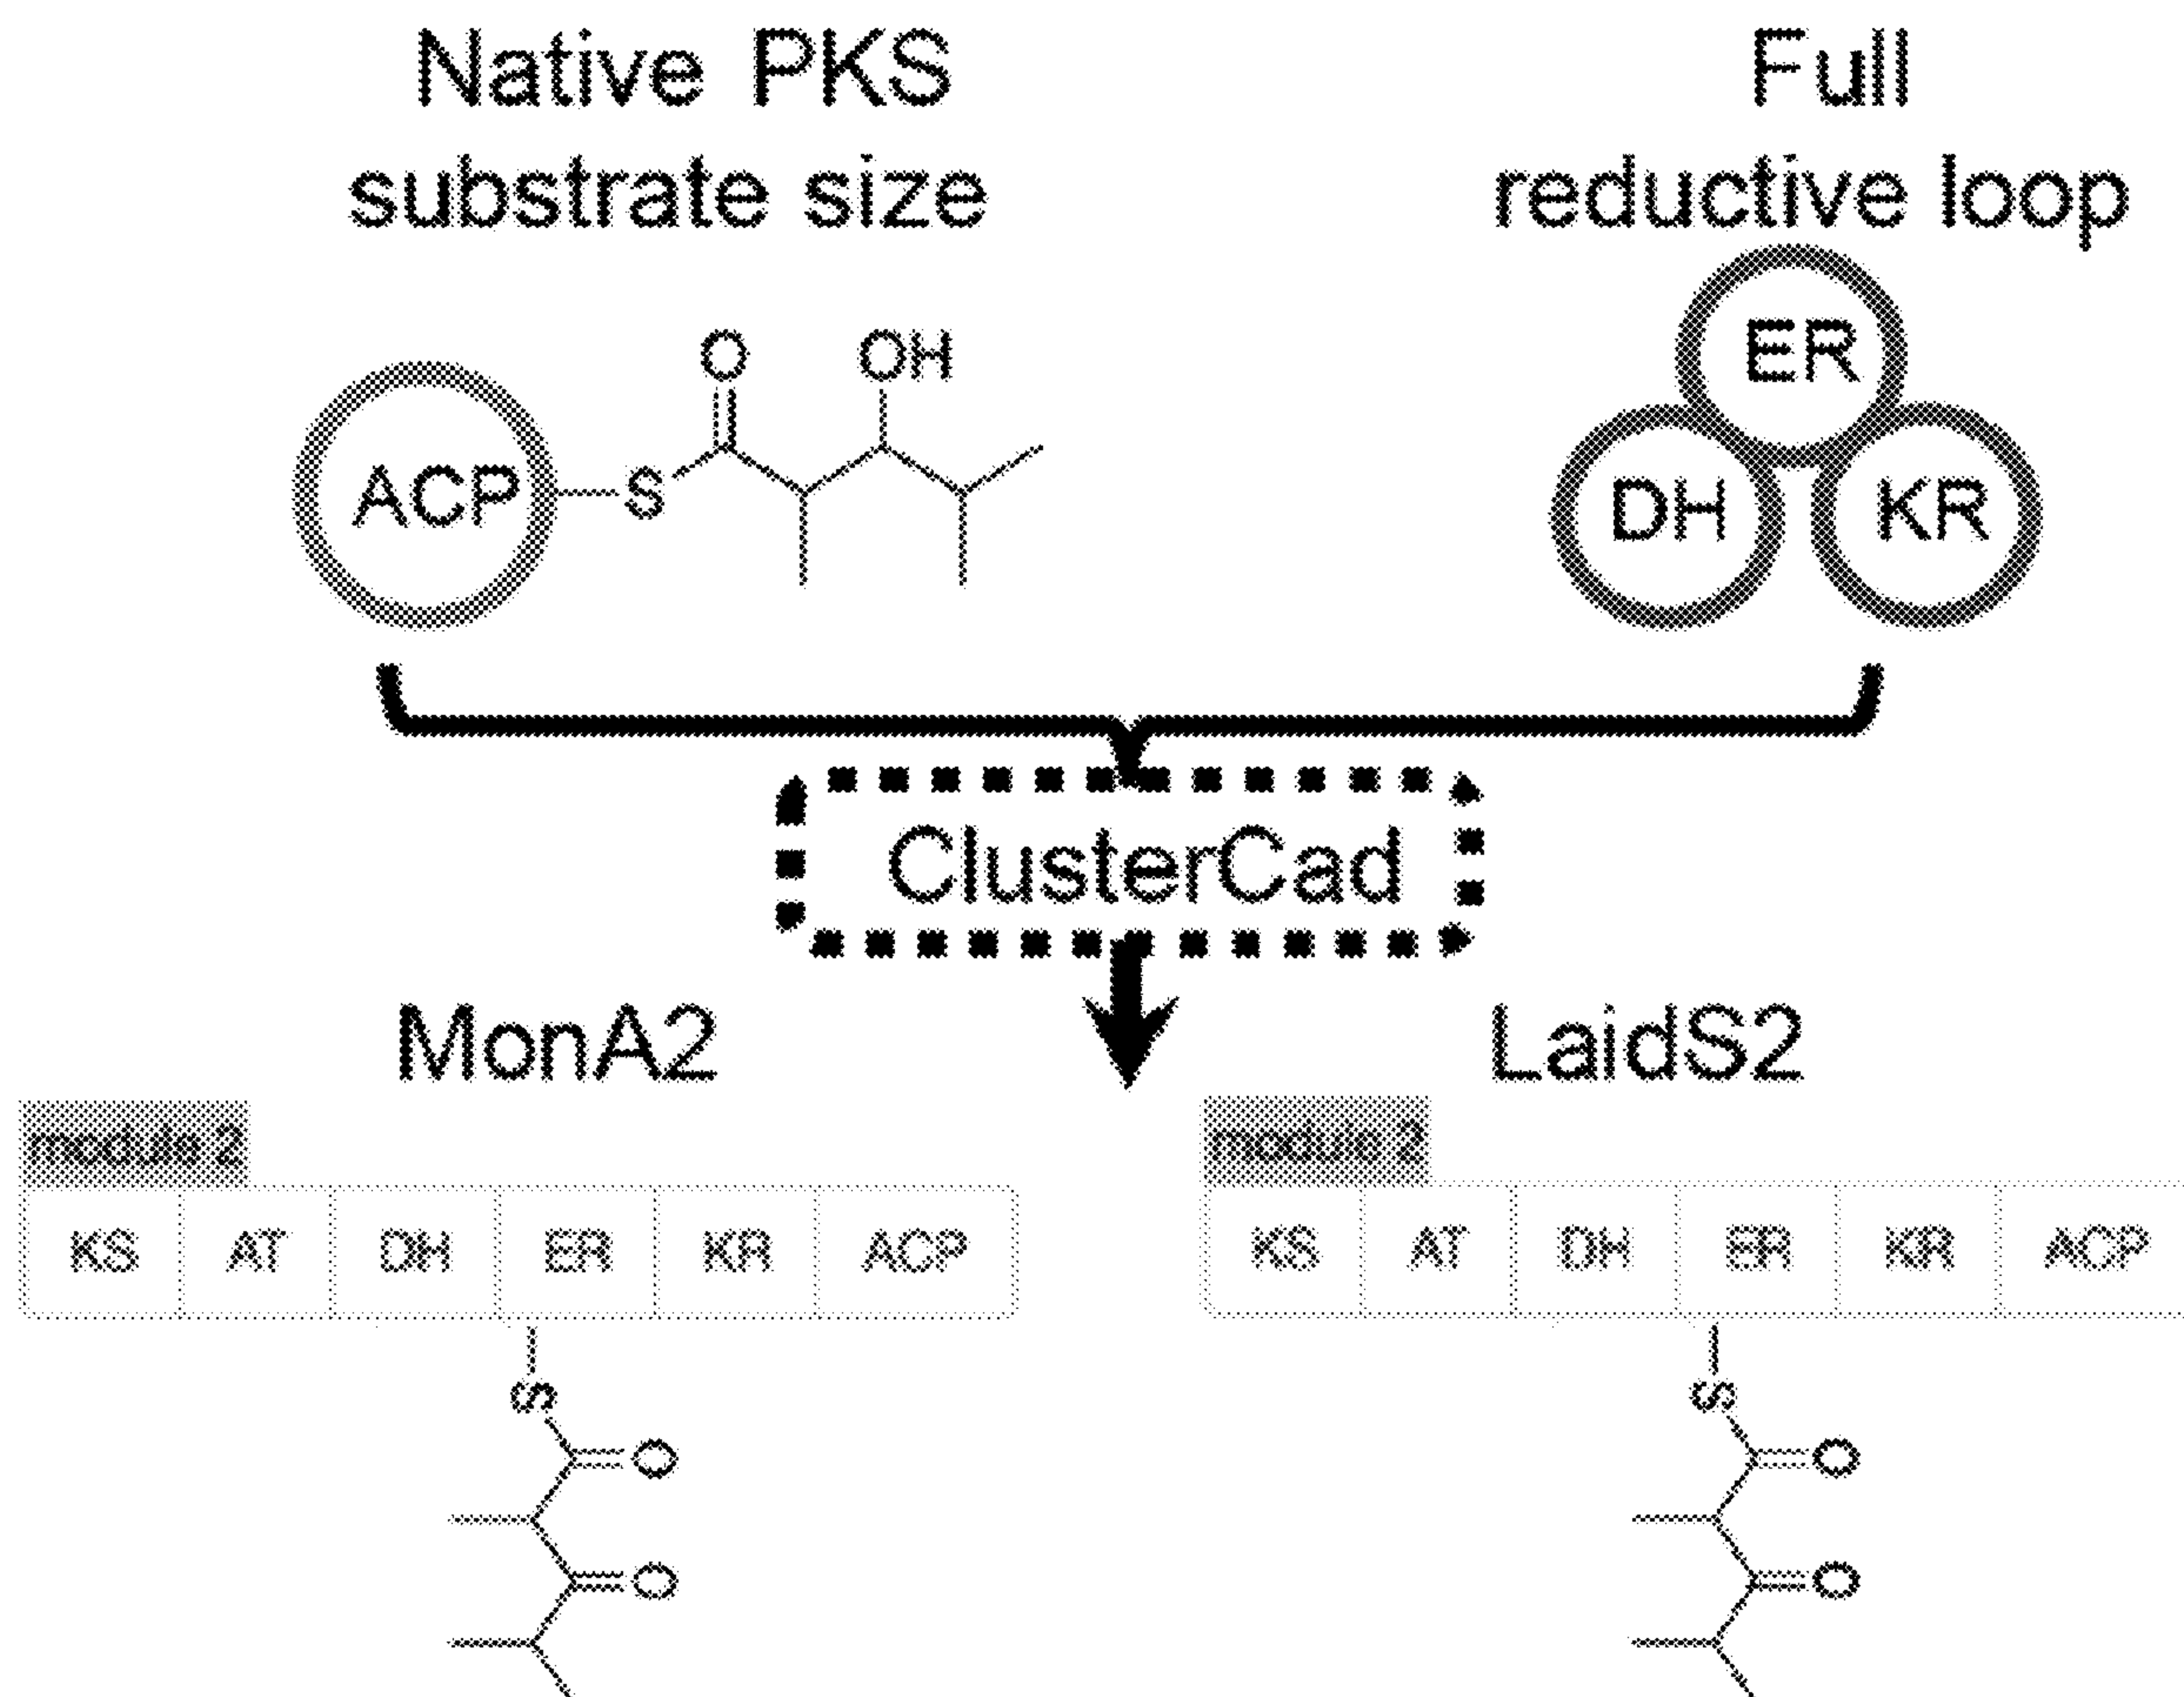 Native PKS
substrate size
Full
reductive loop
O OH
ACP S
ER
DH KR
ClusterCad
MonA2
LaidS2
module 2
module 2
KS AT DH ER KR ACP
KS AT DH ER KR ACP
S
O
O
S
O
O